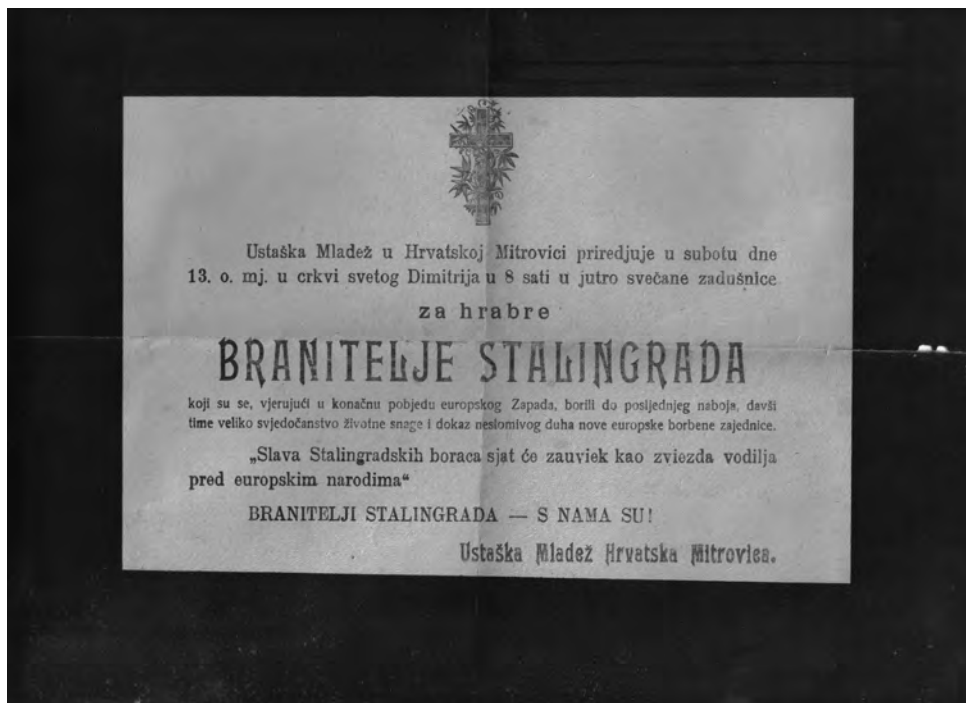 Ustaška Mladež u Hrvatskoj Mitrovici priredjuje u subotu dne
13. o. mj. u crkvi svetog Dimitrija u 8 sati u jutro svečane zadušnice
za hrabre
BRANITELJE STALINGRADA
koji su se, vjerujući u konačnu pobjedu europskog Zapada, borili do posljednjeg naboja, davši
time veliko svjedočanstvo životne snage i dokaz neslomivog duha nove europske borbene zajednice.
„Slava Stalingradskih boraca sjat će zauviek kao zviezda vodilja
pred europskim narodima“
BRANITELJI STALINGRADA — S NAMA SU!
Ustaška Mladež Hrvatska Mitrovica.